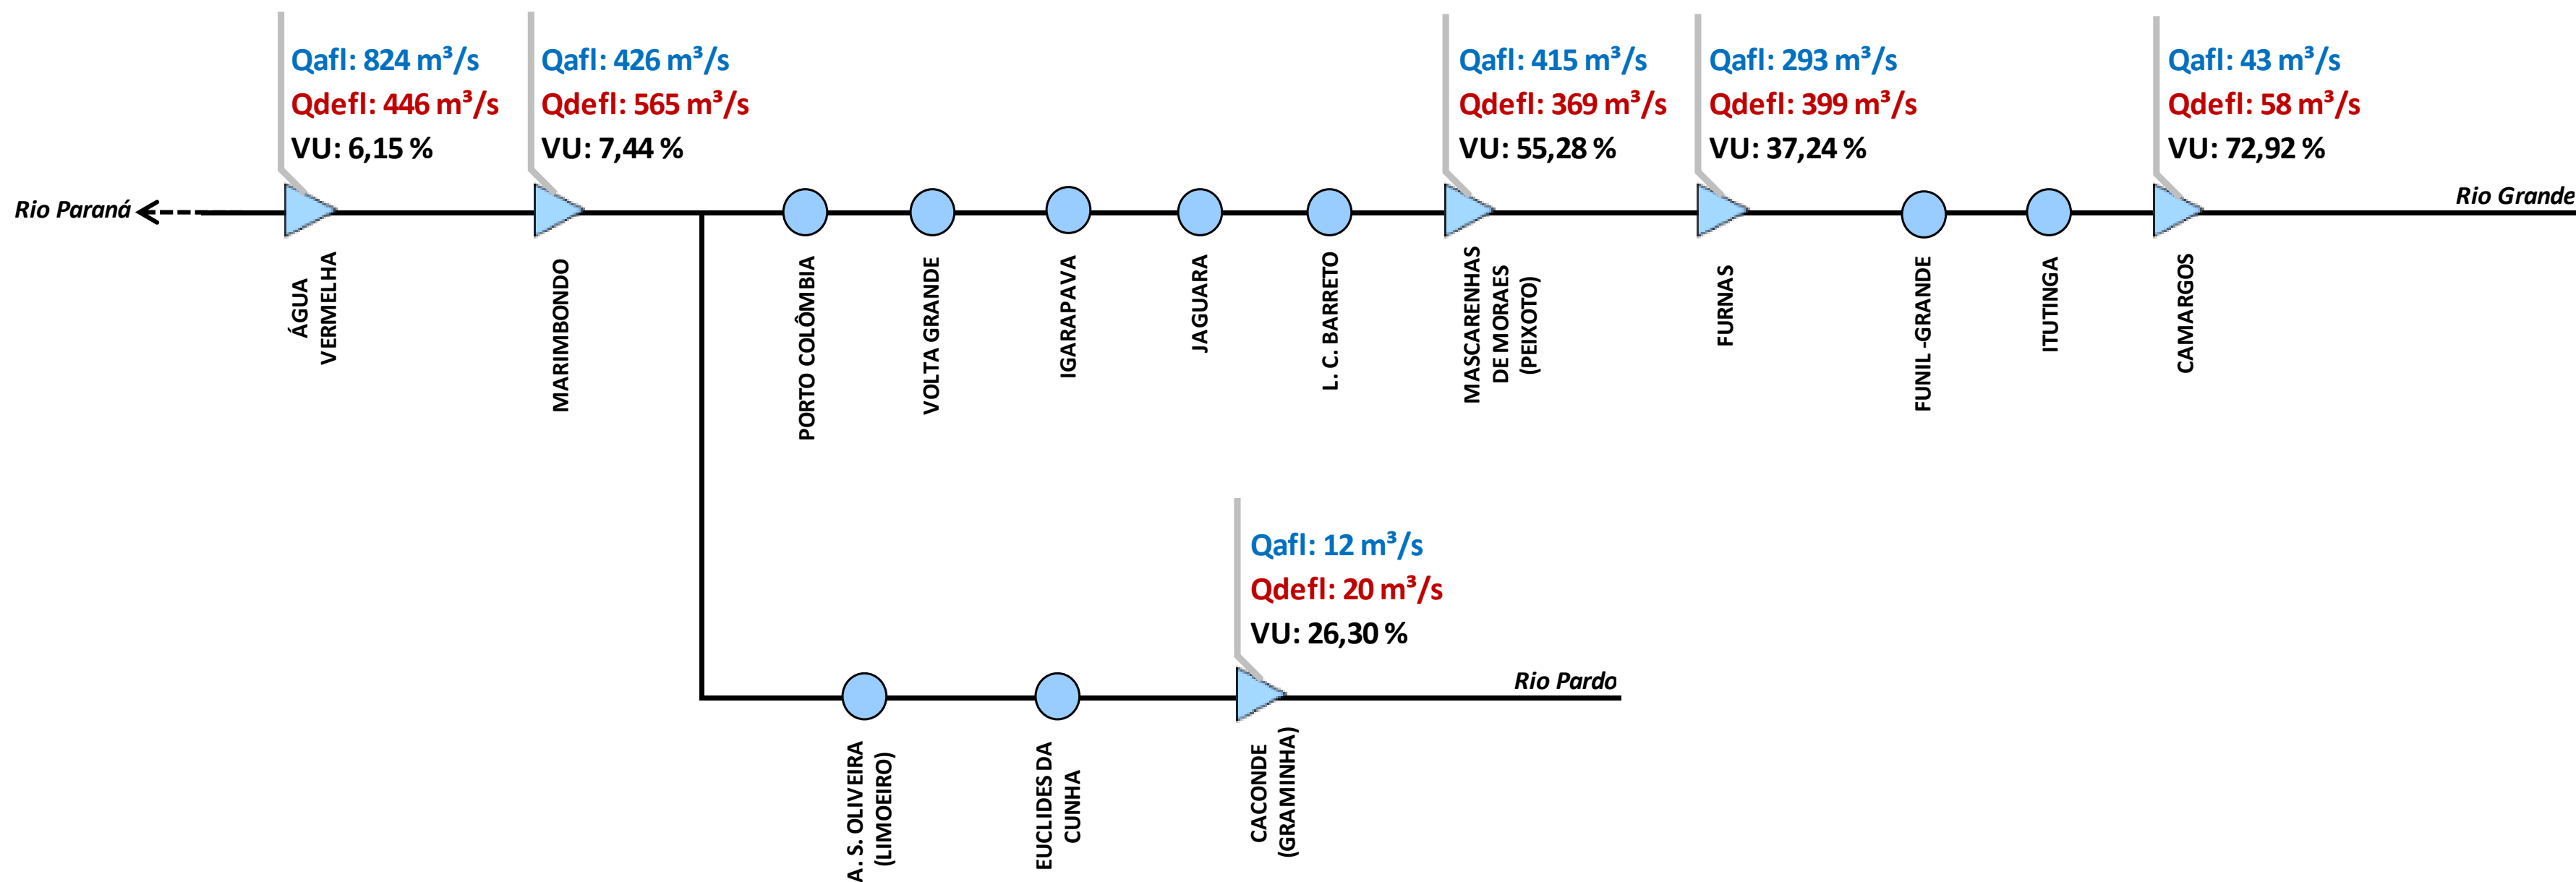 Qafl: 824 m³/s
Qdefl: 446 m³/s
VU: 6,15 %
Qafl: 426 m³/s
Qdefl: 565 m³/s
VU: 7,44 %
Qafl: 415 m³/s
Qdefl: 369 m³/s
VU: 55,28 %
Qafl: 293 m³/s
Qdefl: 399 m³/s
VU: 37,24 %
Qafl: 43 m³/s
Qdefl: 58 m³/s
VU: 72,92 %
Rio Paraná
Rio Grande
ÁGUA
VERMELHA
MARIMBONDO
PORTO COLÔMBIA
VOLTA GRANDE
IGARAPAVA
JAGUARA
L. C. BARRETO
MASCARENHAS
DE MORAES
(PEIXOTO)
FURNAS
FUNIL -GRANDE
ITUTINGA
CAMARGOS
Qafl: 12 m³/s
Qdefl: 20 m³/s
VU: 26,30 %
Rio Pardo
A. S. OLIVEIRA
(LIMOEIRO)
EUCLIDES DA
CUNHA
CACONDE
(GRAMINHA)